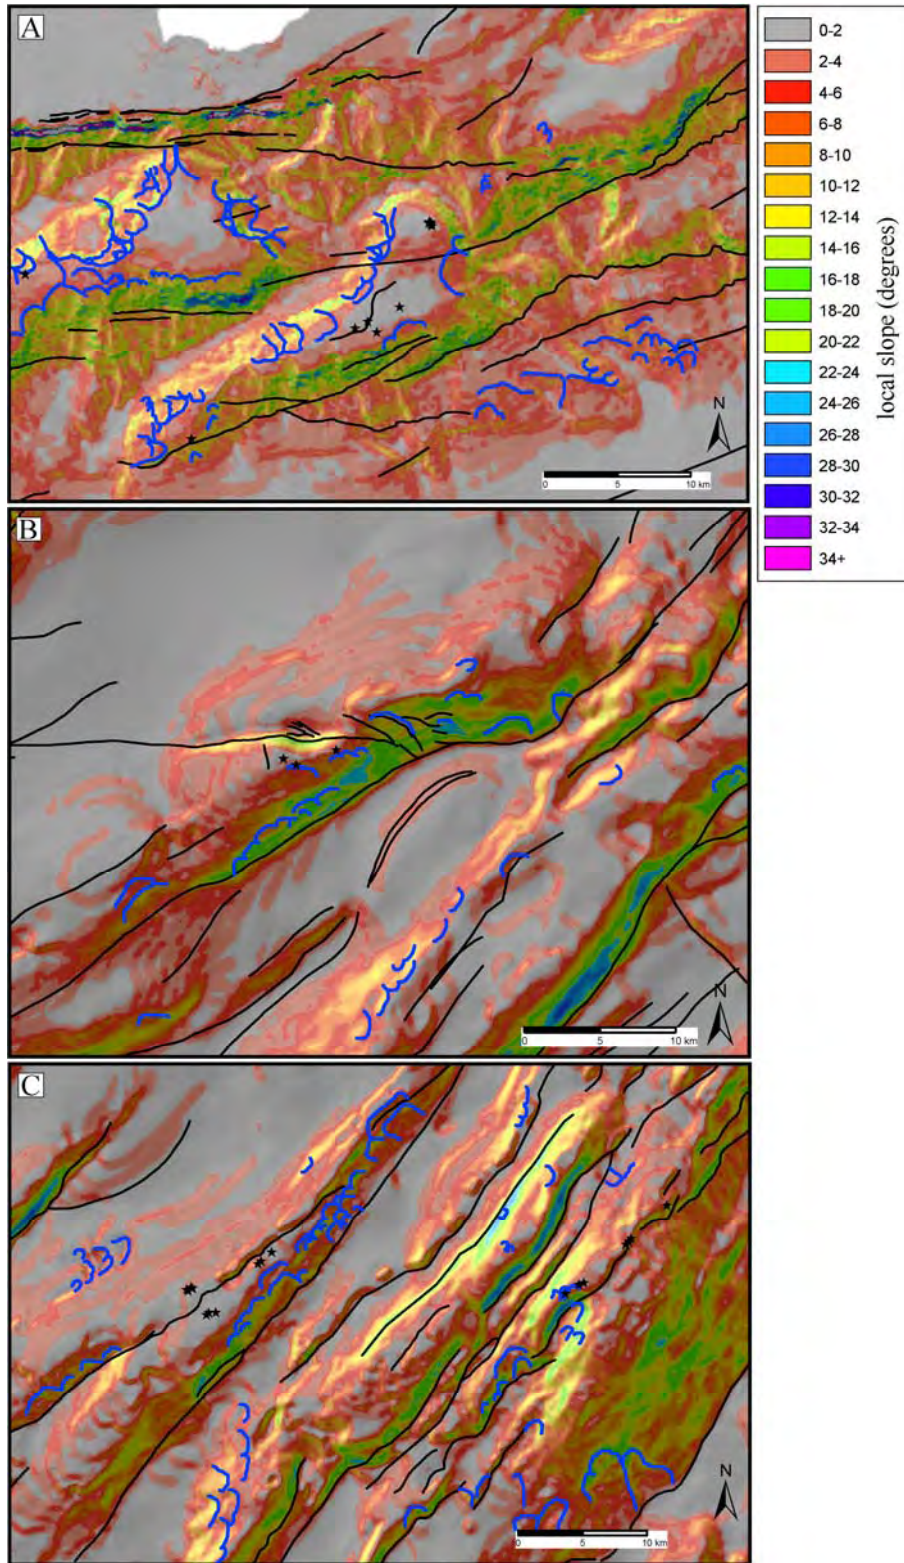 A
N
0 5 10 km
B
N
0 5 10 km
C
N
0 5 10 km
0-2
2-4
4-6
6-8
8-10
10-12
12-14
14-16
16-18
18-20
20-22
22-24
24-26
26-28
28-30
30-32
32-34
34+
local slope (degrees)